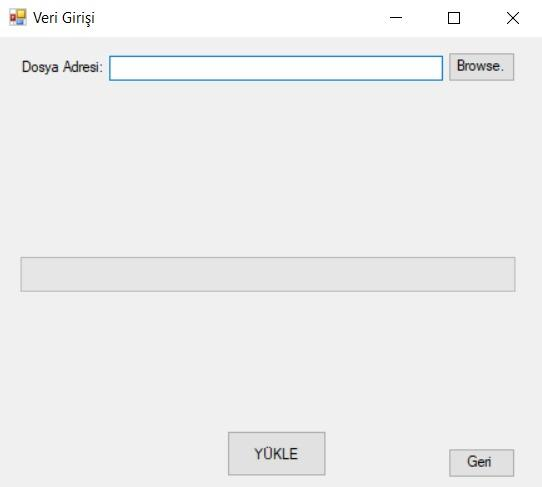 Veri Girişi
Dosya Adresi: Browse.
YÜKLE
Geri